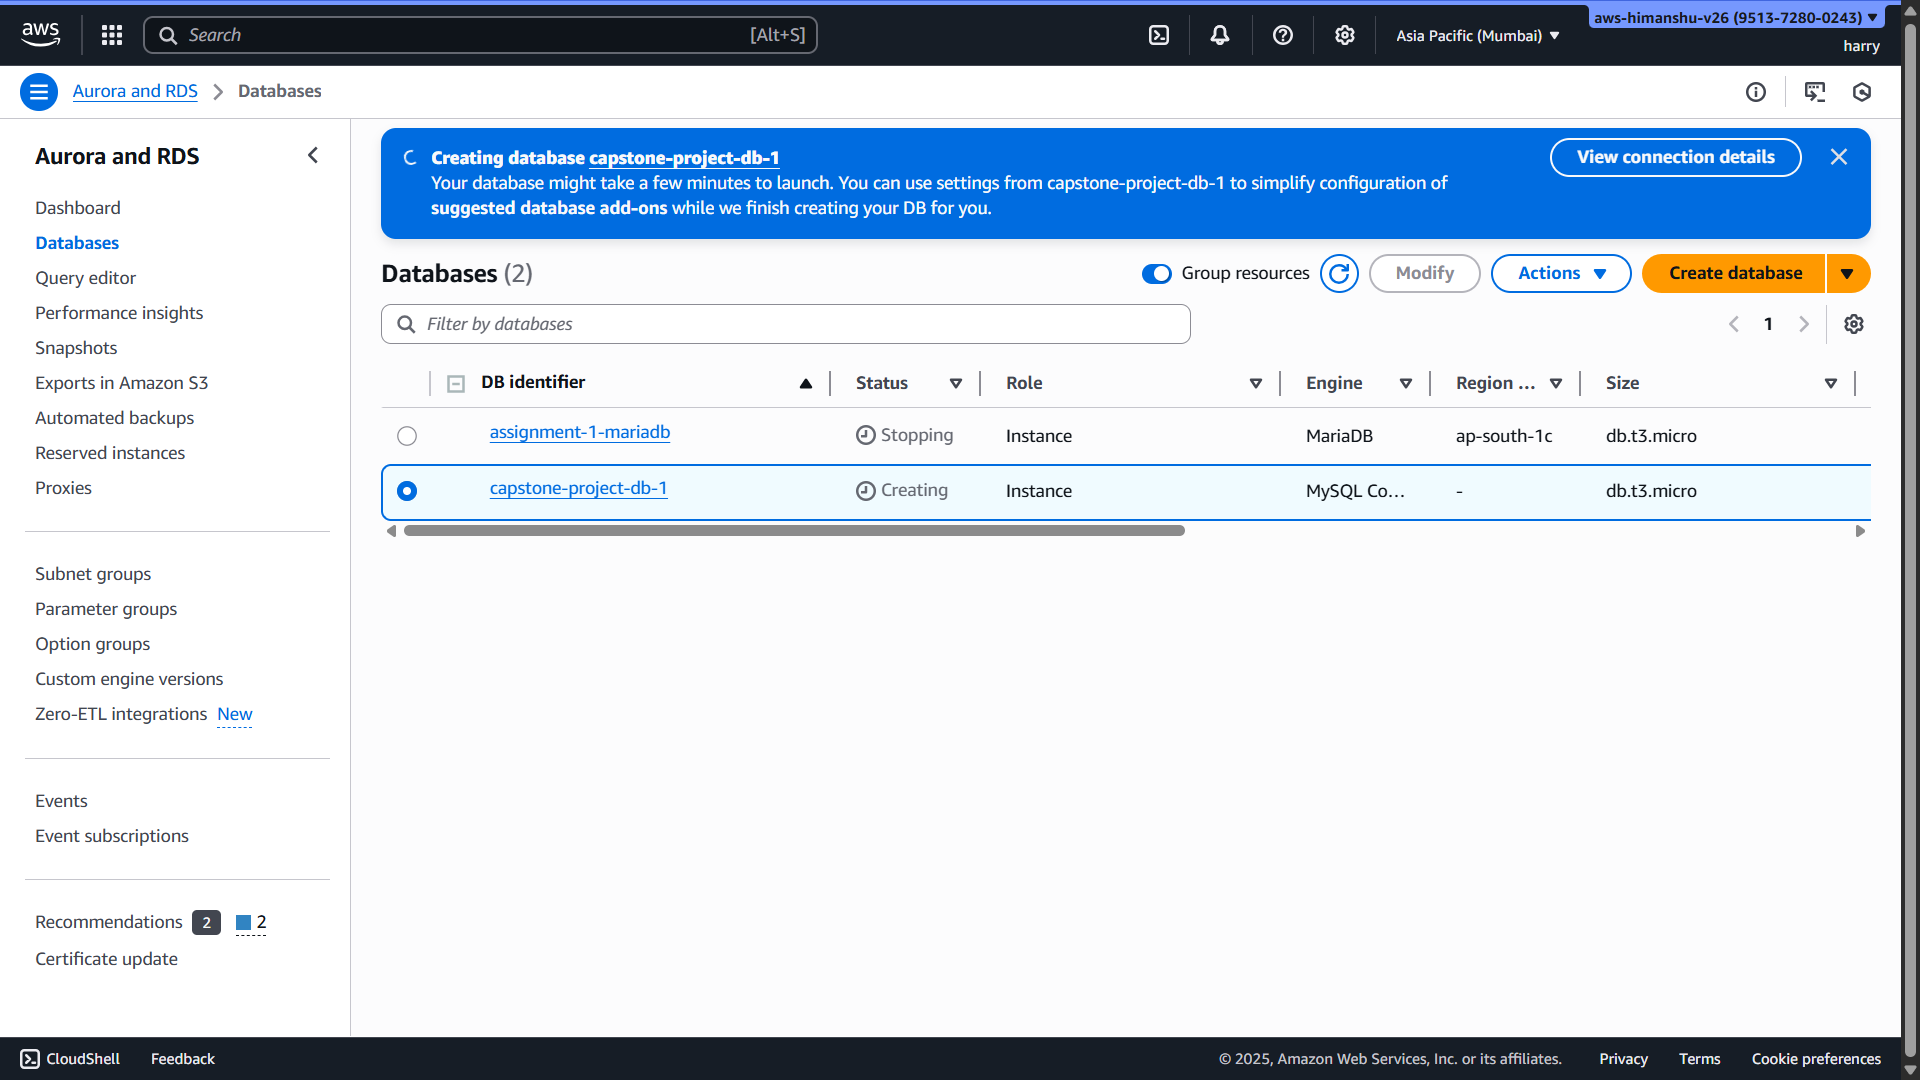 aws
Search
[Alt+S]
Asia Pacific (Mumbai)
aws-himanshu-v26 (9513-7280-0243)
harry
Aurora and RDS
Databases
Aurora and RDS
Dashboard
Databases
Query editor
Performance insights
Snapshots
Exports in Amazon S3
Automated backups
Reserved instances
Proxies
Subnet groups
Parameter groups
Option groups
Custom engine versions
Zero-ETL integrations New
Events
Event subscriptions
Recommendations 2 2
Certificate update
Creating database capstone-project-db-1
Your database might take a few minutes to launch. You can use settings from capstone-project-db-1 to simplify configuration of
suggested database add-ons while we finish creating your DB for you.
View connection details
Databases (2)
Group resources
Modify
Actions
Create database
Filter by databases
1
DB identifier Status Role Engine Region ... Size
assignment-1-mariadb Stopping Instance MariaDB ap-south-1c db.t3.micro
capstone-project-db-1 Creating Instance MySQL Co... - db.t3.micro
CloudShell
Feedback
© 2025, Amazon Web Services, Inc. or its affiliates.
Privacy
Terms
Cookie preferences